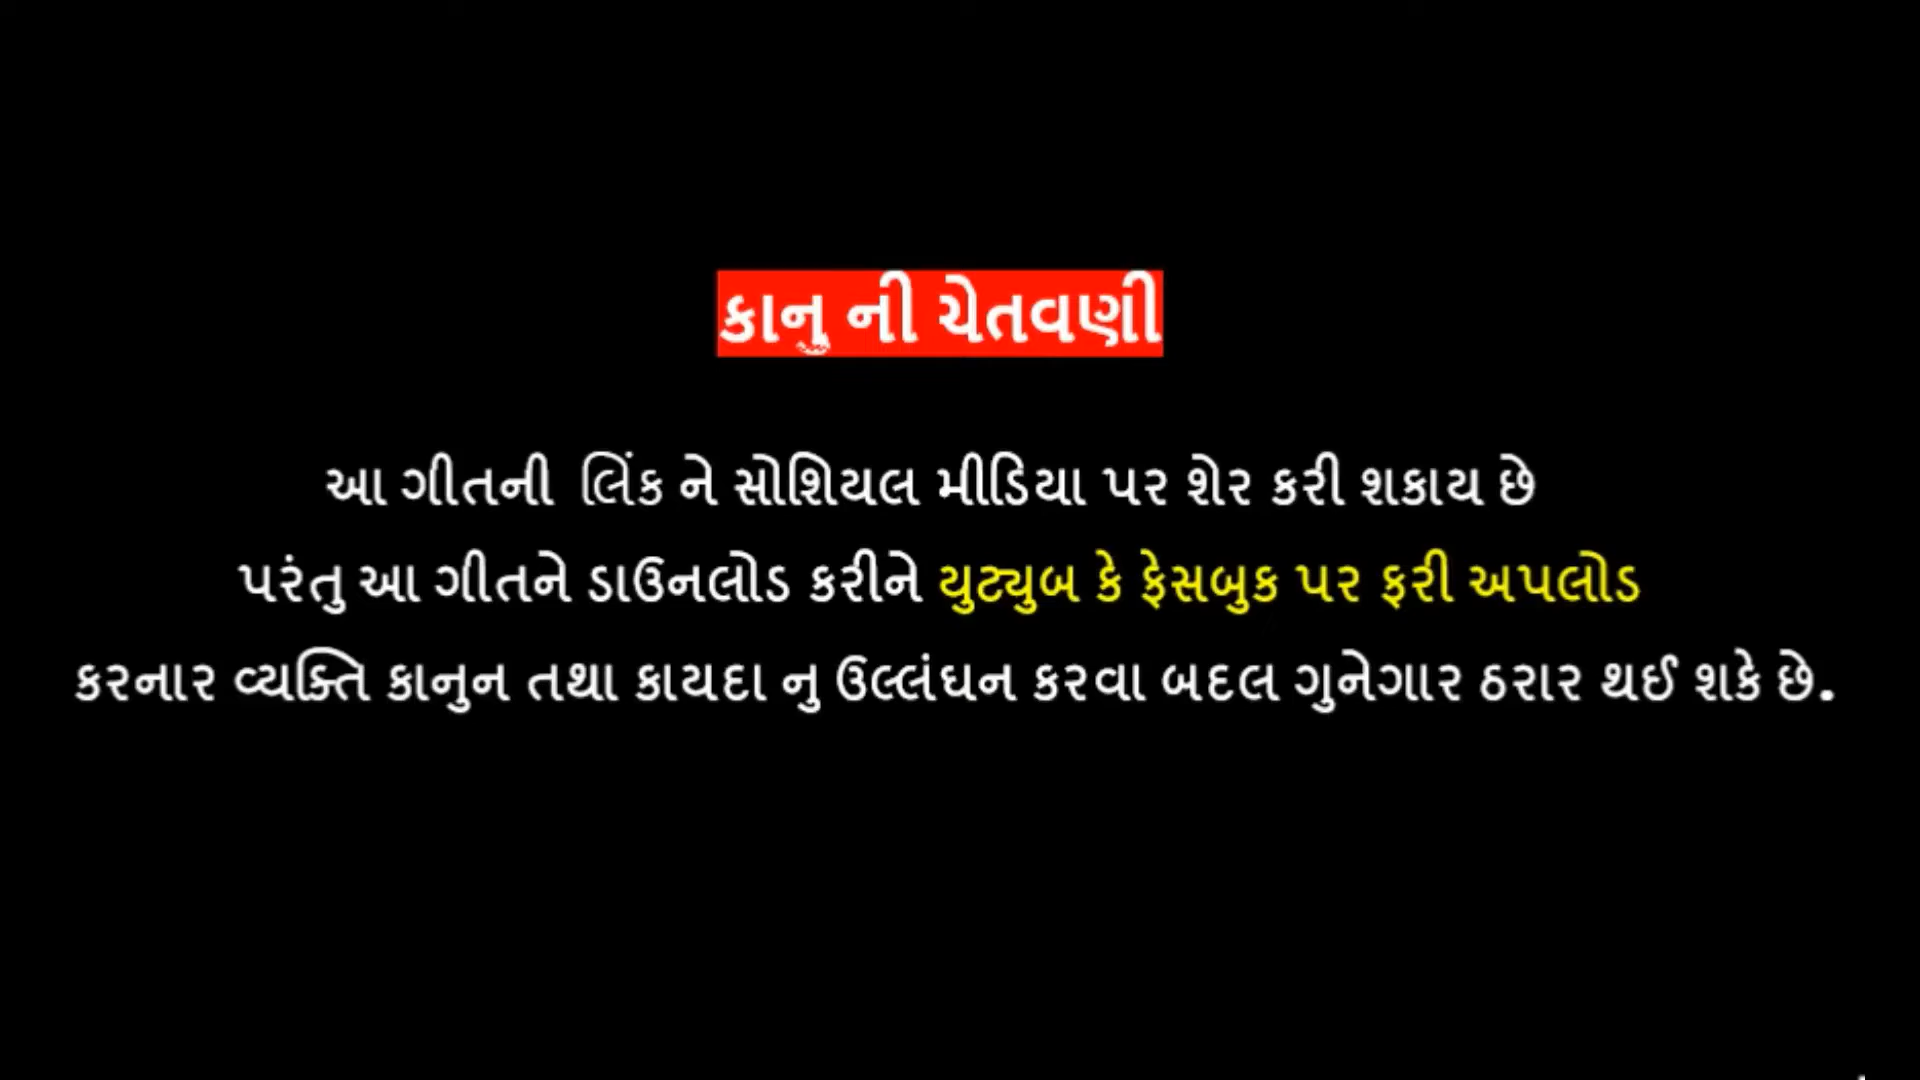 કાનુ ની ચેતવણી
આ ગીતની લિંક ને સોશિયલ મીડિયા પર શેર કરી શકાય છે
પરંતુ આ ગીતને ડાઉનલોડ કરીને યુટ્યુબ કે ફેસબુક પર ફરી અપલોડ
કરનાર વ્યક્તિ કાનુન તથા કાયદા નુ ઉલ્લંઘન કરવા બદલ ગુનેગાર ઠરાર થઈ શકે છે.